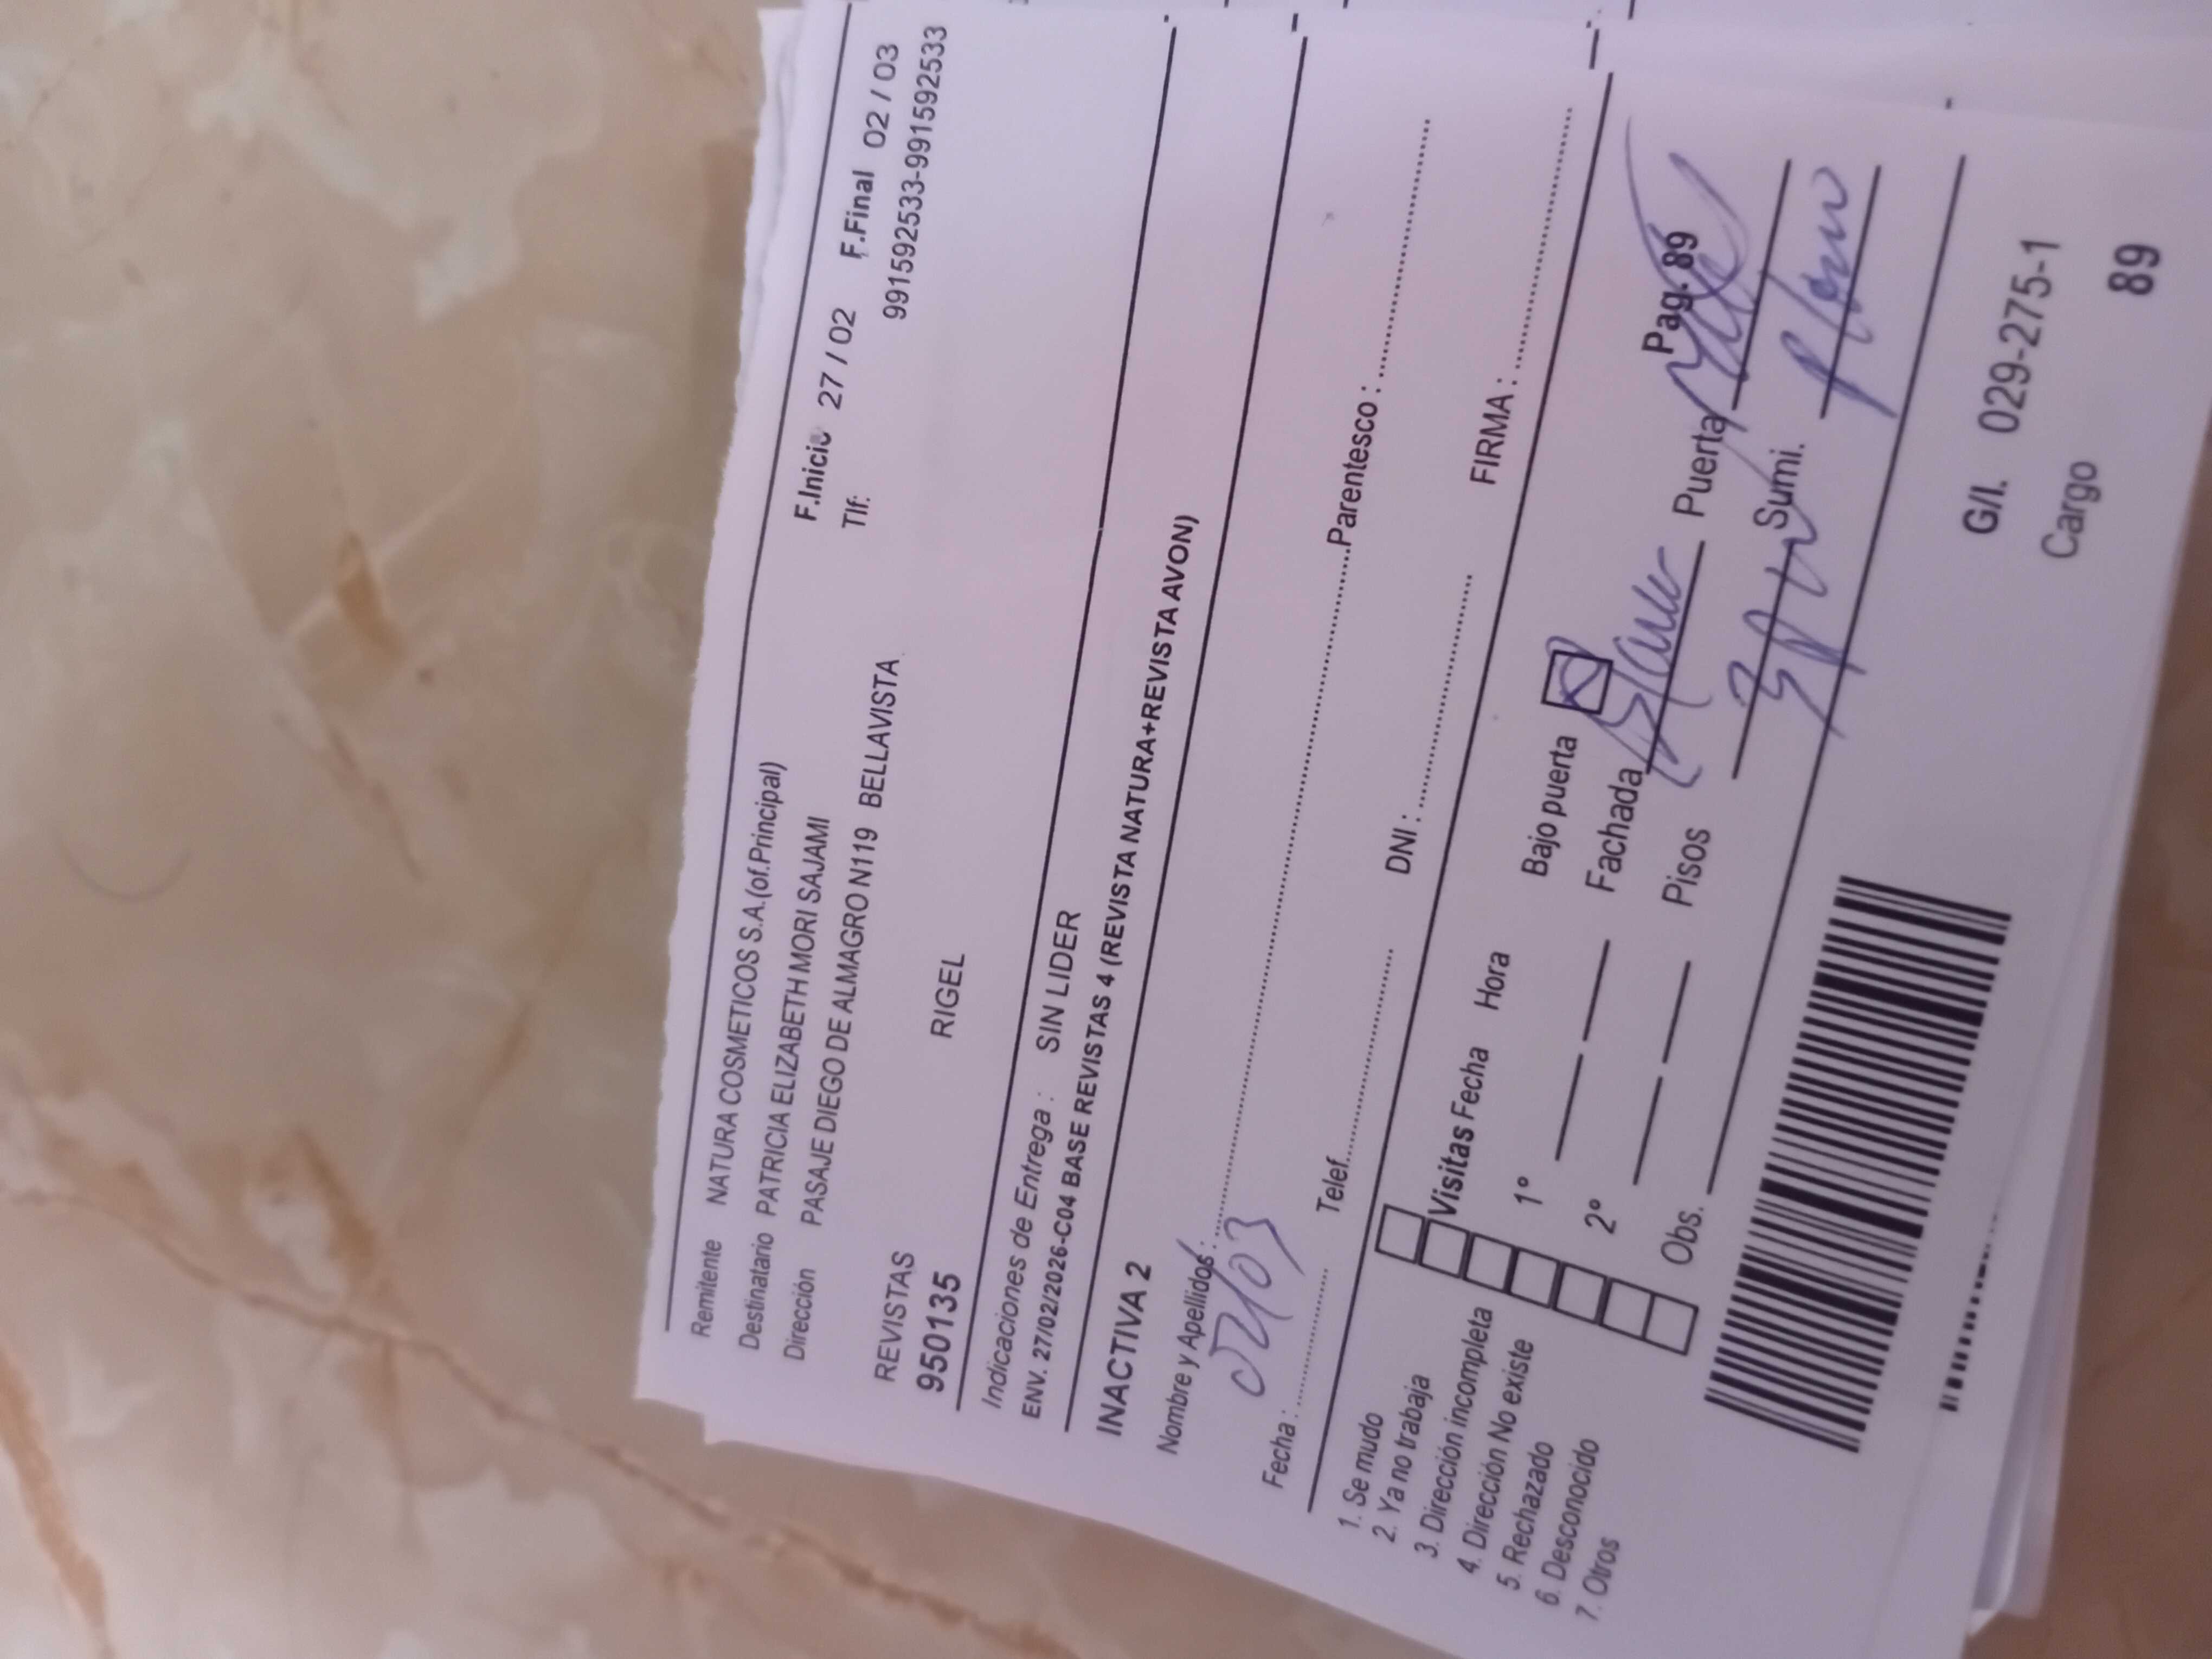 Remitente NATURA COSMETICOS S.A.(of.Principal) F.Inicio 27 / 02 F.Final 02 / 03
Destinatario PATRICIA ELIZABETH MORI SAJAMI Tlf: 991592533-991592533
Dirección PASAJE DIEGO DE ALMAGRO N119 BELLAVISTA
REVISTAS
950135 RIGEL
Indicaciones de Entrega : SIN LIDER
ENV. 27/02/2026-C04 BASE REVISTAS 4 (REVISTA NATURA+REVISTA AVON)
INACTIVA 2
Nombre y Apellidos : Parentesco :
02/03
Fecha : Telef. DNI : FIRMA :
1. Se mudo
2. Ya no trabaja
3. Dirección incompleta
4. Dirección No existe
5. Rechazado
6. Desconocido
7. Otros
Visitas Fecha Hora
1°
2°
Obs.
Bajo puerta Pag. 89
Fachada Puerta
Pisos Sumi.
G/I. 029-275-1
Cargo
89